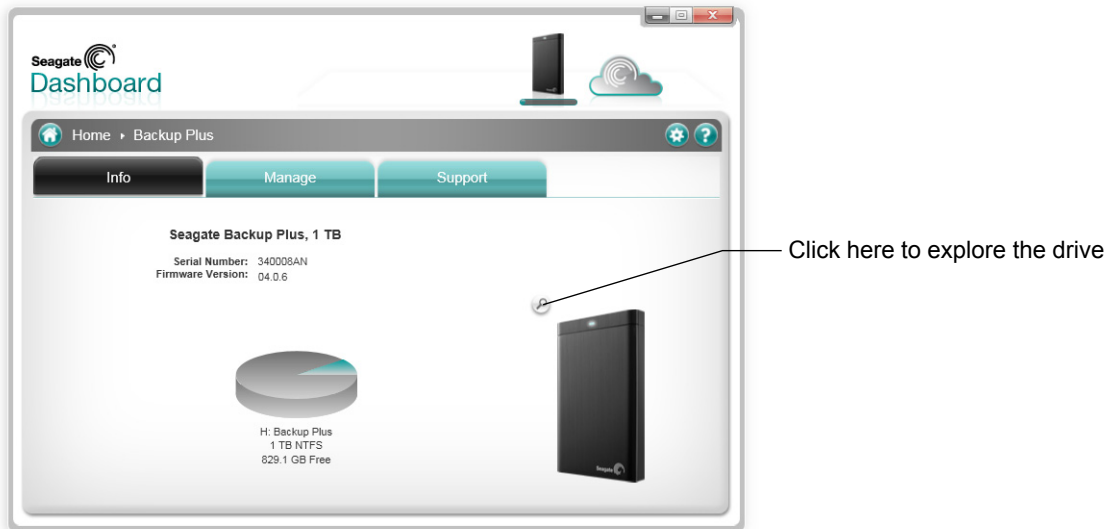 Seagate
Dashboard
Home ▸ Backup Plus
?
Info
Manage
Support
Seagate Backup Plus, 1 TB
Serial Number: 340008AN
Firmware Version: 04.0.6
Click here to explore the drive
H: Backup Plus
1 TB NTFS
829.1 GB Free
Seagate